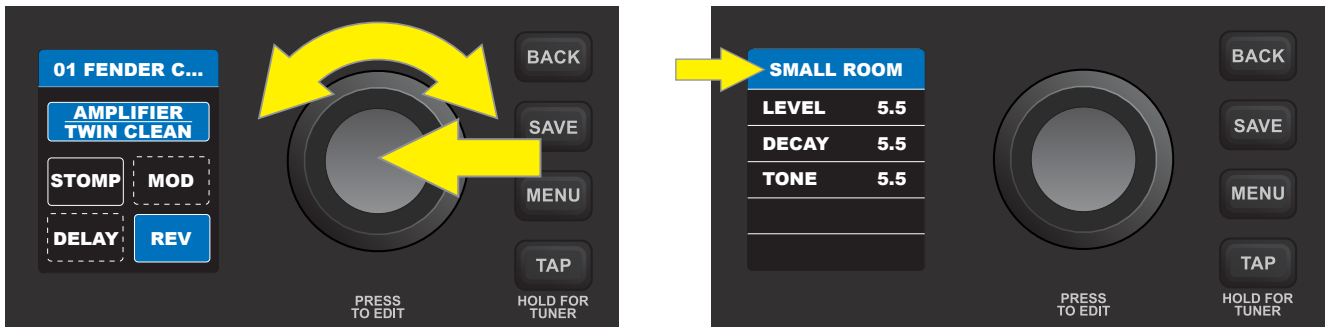 01 FENDER C...
AMPLIFIER
TWIN CLEAN
STOMP MOD
DELAY REV
BACK
SAVE
MENU
TAP
PRESS
TO EDIT
HOLD FOR
TUNER
SMALL ROOM
LEVEL 5.5
DECAY 5.5
TONE 5.5
BACK
SAVE
MENU
TAP
PRESS
TO EDIT
HOLD FOR
TUNER